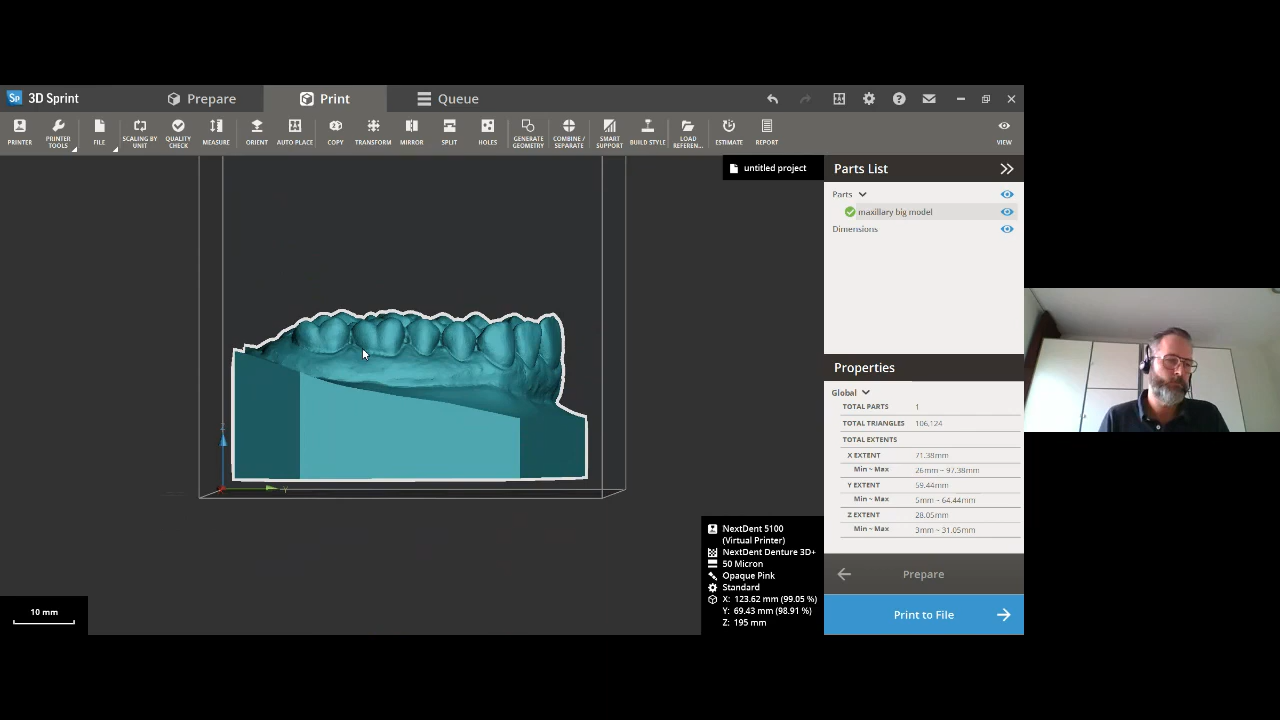 Sp 3D Sprint
Prepare
Print
Queue
PRINTER
PRINTER TOOLS
FILE
SCALING BY UNIT
QUALITY CHECK
MEASURE
ORIENT
AUTO PLACE
COPY
TRANSFORM
MIRROR
SPLIT
HOLES
GENERATE GEOMETRY
COMBINE / SEPARATE
SMART SUPPORT
BUILD STYLE
LOAD REFEREN...
ESTIMATE
REPORT
VIEW
untitled project
Parts List
Parts
maxillary big model
Dimensions
Properties
Global
TOTAL PARTS 1
TOTAL TRIANGLES 106,124
TOTAL EXTENTS
X EXTENT 71.38mm
Min ~ Max 26mm ~ 97.38mm
Y EXTENT 59.44mm
Min ~ Max 5mm ~ 64.44mm
Z EXTENT 28.05mm
Min ~ Max 3mm ~ 31.05mm
Z
Y
NextDent 5100
(Virtual Printer)
NextDent Denture 3D+
50 Micron
Opaque Pink
Standard
X: 123.62 mm (99.05 %)
Y: 69.43 mm (98.91 %)
Z: 195 mm
Prepare
Print to File
10 mm